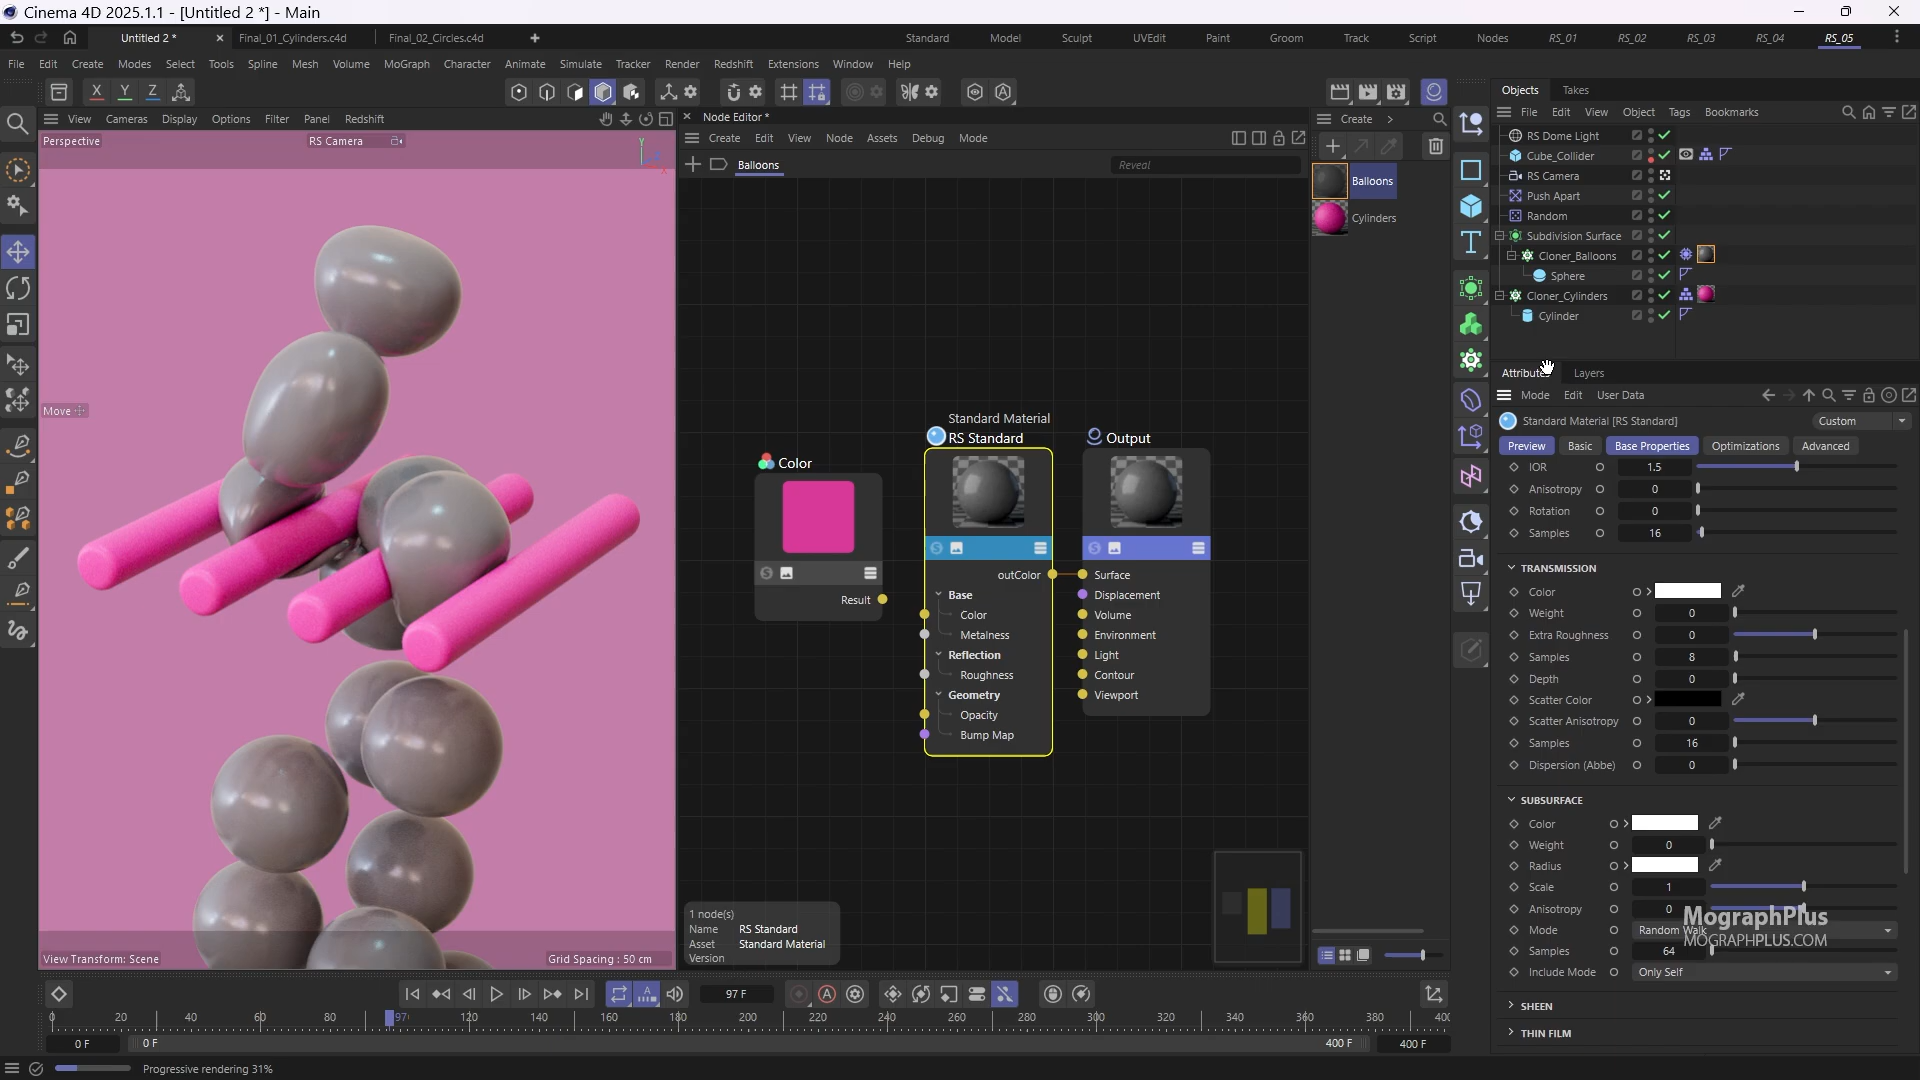 Cinema 4D 2025.1.1 - [Untitled 2 *] - Main
Untitled 2 *
Final_01_Cylinders.c4d
Final_02_Circles.c4d
Standard Model Sculpt UVEdit Paint Groom Track Script Nodes RS_01 RS_02 RS_03 RS_04 RS_05
File Edit Create Modes Select Tools Spline Mesh Volume MoGraph Character Animate Simulate Tracker Render Redshift Extensions Window Help
X Y Z
View Cameras Display Options Filter Panel Redshift
Perspective
RS Camera
Y
X
Move
View Transform: Scene
Grid Spacing : 50 cm
Node Editor *
Create Edit View Node Assets Debug Mode
Balloons
Reveal
Color
Result
Standard Material
RS Standard
outColor
Base
Color
Metalness
Reflection
Roughness
Geometry
Opacity
Bump Map
Output
Surface
Displacement
Volume
Environment
Light
Contour
Viewport
1 node(s)
Name RS Standard
Asset Standard Material
Version
Create
Balloons
Cylinders
Objects Takes
File Edit View Object Tags Bookmarks
RS Dome Light
Cube_Collider
RS Camera
Push Apart
Random
Subdivision Surface
Cloner_Balloons
Sphere
Cloner_Cylinders
Cylinder
Attributes Layers
Mode Edit User Data
Standard Material [RS Standard]
Custom
Preview Basic Base Properties Optimizations Advanced
IOR 1.5
Anisotropy 0
Rotation 0
Samples 16
TRANSMISSION
Color
Weight 0
Extra Roughness 0
Samples 8
Depth 0
Scatter Color
Scatter Anisotropy 0
Samples 16
Dispersion (Abbe) 0
SUBSURFACE
Color
Weight 0
Radius
Scale 1
Anisotropy 0
Mode Random Walk
Samples 64
Include Mode Only Self
SHEEN
THIN FILM
MographPlus
MOGRAPHPLUS.COM
97 F
0 20 40 60 80 97 120 140 160 180 200 220 240 260 280 300 320 340 360 380 400
0 F
0 F
400 F
400 F
Progressive rendering 31%